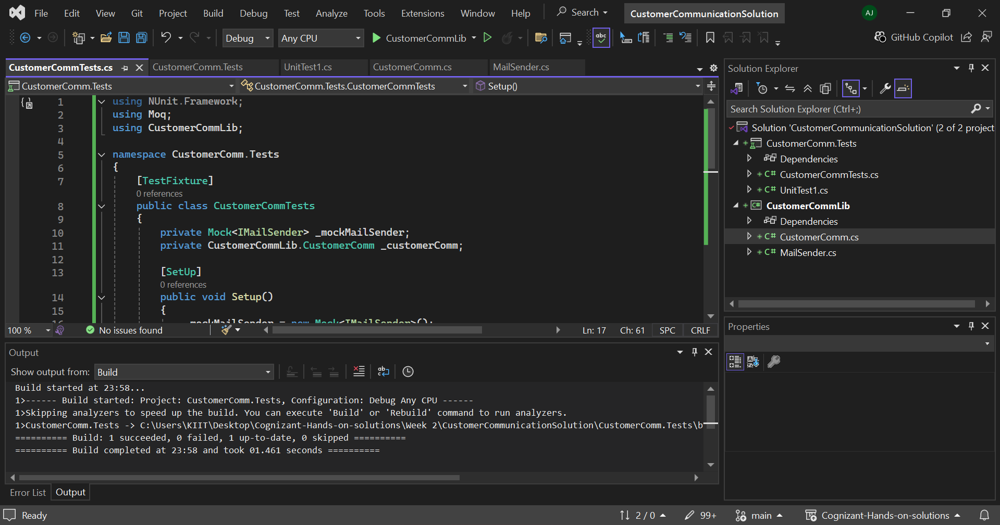 File Edit View Git Project Build Debug Test Analyze Tools Extensions Window Help Search CustomerCommunicationSolution AJ
Debug Any CPU CustomerCommLib abc GitHub Copilot
CustomerCommTests.cs CustomerComm.Tests UnitTest1.cs CustomerComm.cs MailSender.cs
CustomerComm.Tests CustomerComm.Tests.CustomerCommTests Setup()
1 using NUnit.Framework;
2 using Moq;
3 using CustomerCommLib;
4
5 namespace CustomerComm.Tests
6 {
7 [TestFixture]
0 references
8 public class CustomerCommTests
9 {
10 private Mock<IMailSender> _mockMailSender;
11 private CustomerCommLib.CustomerComm _customerComm;
12
13 [SetUp]
0 references
14 public void Setup()
15 {
16 _mockMailSender = new Mock<IMailSender>();
100 % No issues found Ln: 17 Ch: 61 SPC CRLF
Output
Show output from: Build
Build started at 23:58...
1>------ Build started: Project: CustomerComm.Tests, Configuration: Debug Any CPU ------
1>Skipping analyzers to speed up the build. You can execute 'Build' or 'Rebuild' command to run analyzers.
1>CustomerComm.Tests -> C:\Users\KIIT\Desktop\Cognizant-Hands-on-solutions\Week 2\CustomerCommunicationSolution\CustomerComm.Tests\b
========== Build: 1 succeeded, 0 failed, 1 up-to-date, 0 skipped ==========
========== Build completed at 23:58 and took 01.461 seconds ==========
Error List Output
Solution Explorer
Search Solution Explorer (Ctrl+;)
Solution 'CustomerCommunicationSolution' (2 of 2 project
CustomerComm.Tests
Dependencies
C# CustomerCommTests.cs
C# UnitTest1.cs
C# CustomerCommLib
Dependencies
C# CustomerComm.cs
C# MailSender.cs
Properties
Ready 2 / 0 99+ main Cognizant-Hands-on-solutions